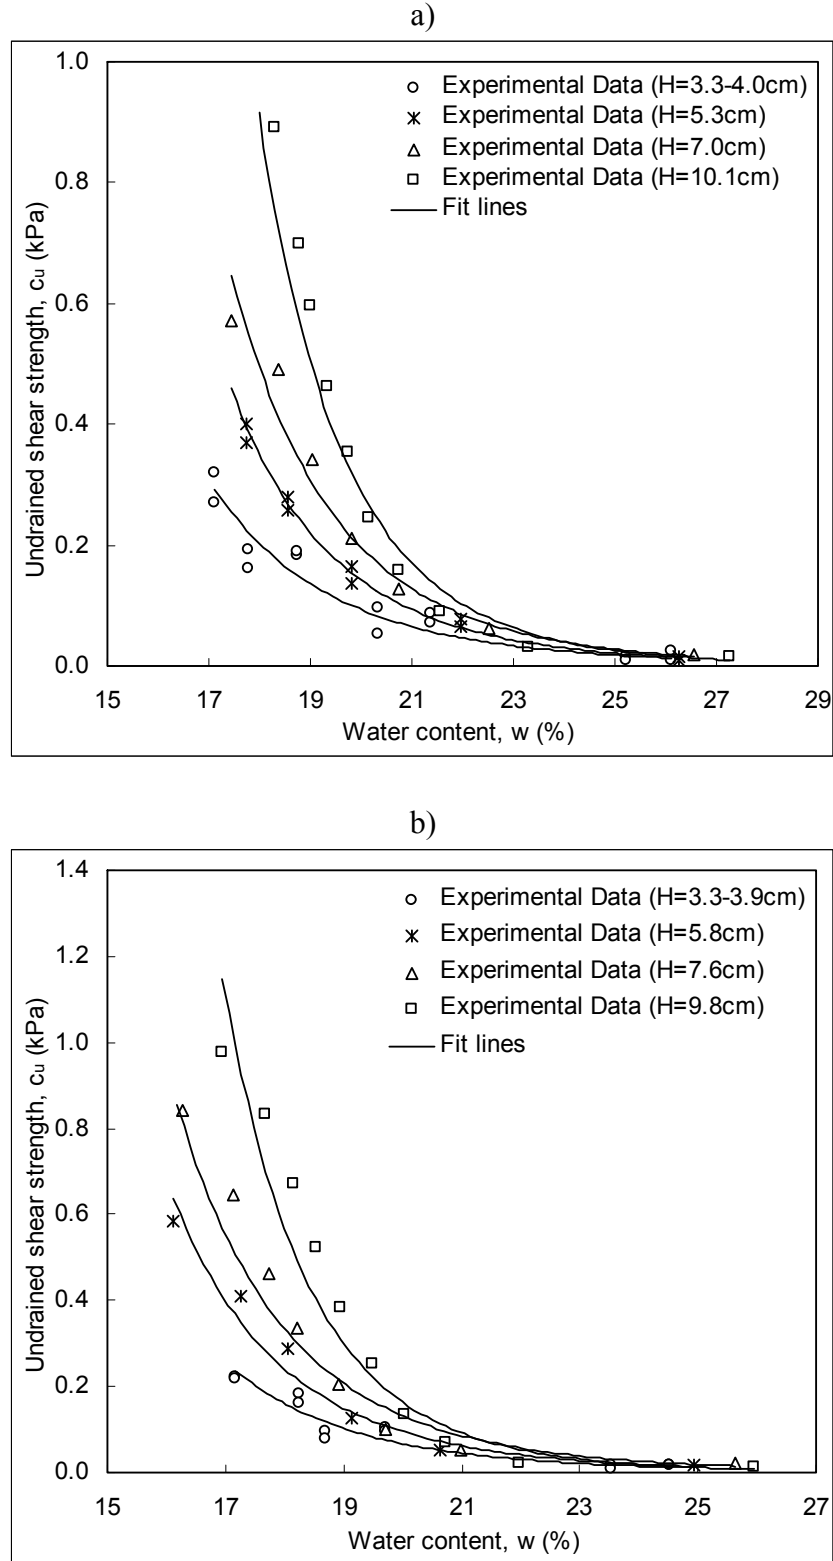 a)
1.0
0.8
0.6
0.4
0.2
0.0
Undrained shear strength, cu (kPa)
Experimental Data (H=3.3-4.0cm)
Experimental Data (H=5.3cm)
Experimental Data (H=7.0cm)
Experimental Data (H=10.1cm)
Fit lines
15 17 19 21 23 25 27 29
Water content, w (%)
b)
1.4
1.2
1.0
0.8
0.6
0.4
0.2
0.0
Undrained shear strength, cu (kPa)
Experimental Data (H=3.3-3.9cm)
Experimental Data (H=5.8cm)
Experimental Data (H=7.6cm)
Experimental Data (H=9.8cm)
Fit lines
15 17 19 21 23 25 27
Water content, w (%)